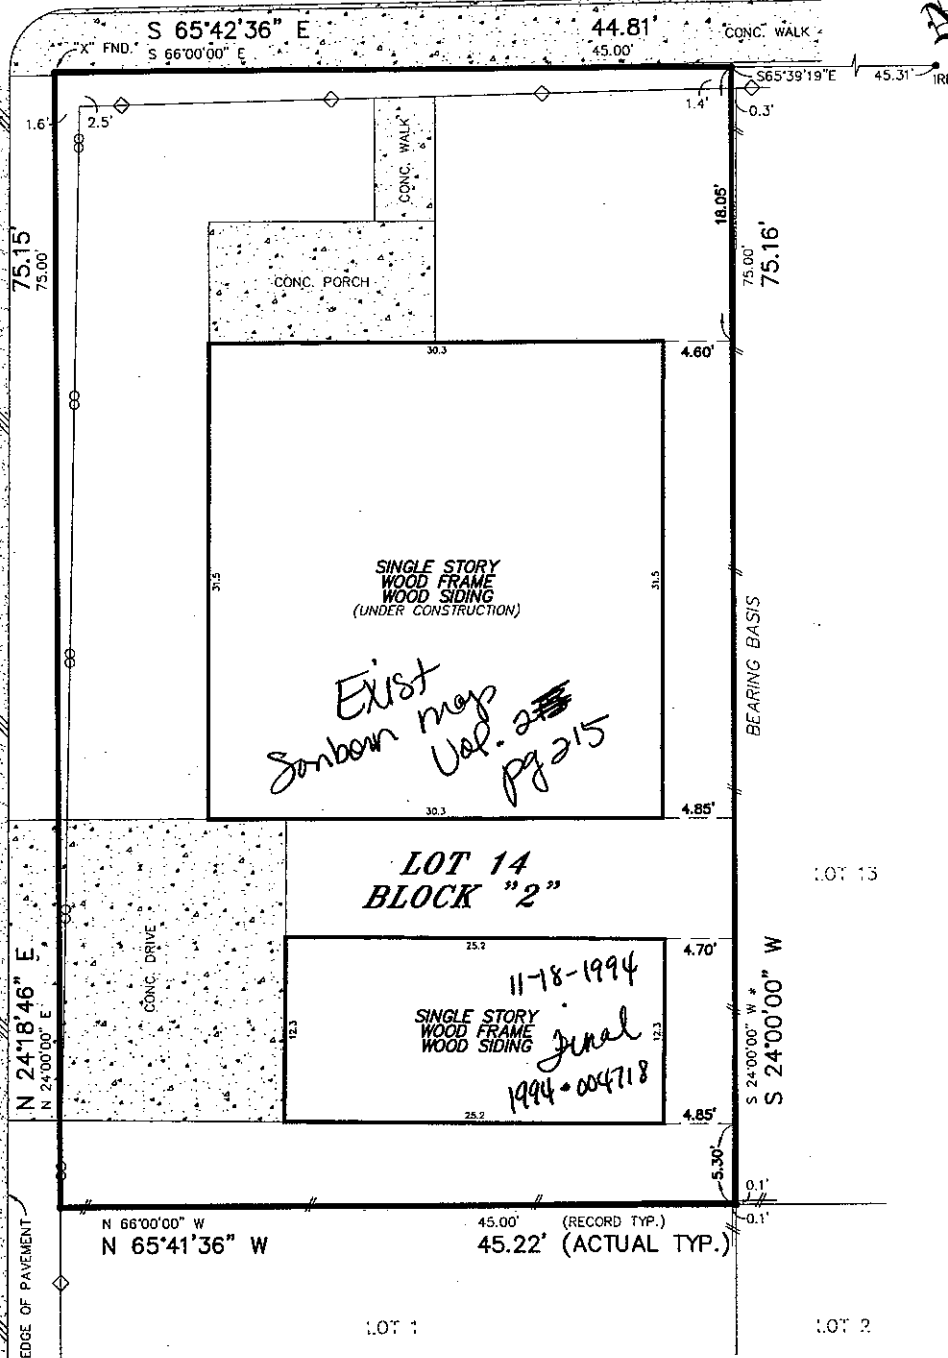 S 65°42'36" E
44.81'
CONC. WALK
"X" FND.
S 66°00'00" E
45.00'
S65°39'19"E
45.31'
1.6'
2.5'
1.4'
0.3'
CONC. WALK
18.05'
75.15'
75.00'
75.00'
75.16'
CONC. PORCH
30.3
4.60'
31.5
31.5
SINGLE STORY
WOOD FRAME
WOOD SIDING
(UNDER CONSTRUCTION)
BEARING BASIS
Exist
Sanborn map
Vol. 2
pg 215
30.3
4.85'
LOT 14
BLOCK "2"
LOT 13
CONC. DRIVE
25.2
4.70'
11-18-1994
SINGLE STORY
WOOD FRAME
WOOD SIDING
Final
1994-004718
12.3
12.3
25.2
4.85'
N 24°18'46" E
N 24°00'00" E
S 24°00'00" W *
S 24°00'00" W
5.30'
0.1'
0.1'
N 66°00'00" W
45.00' (RECORD TYP.)
N 65°41'36" W
45.22' (ACTUAL TYP.)
EDGE OF PAVEMENT
LOT 1
LOT 2